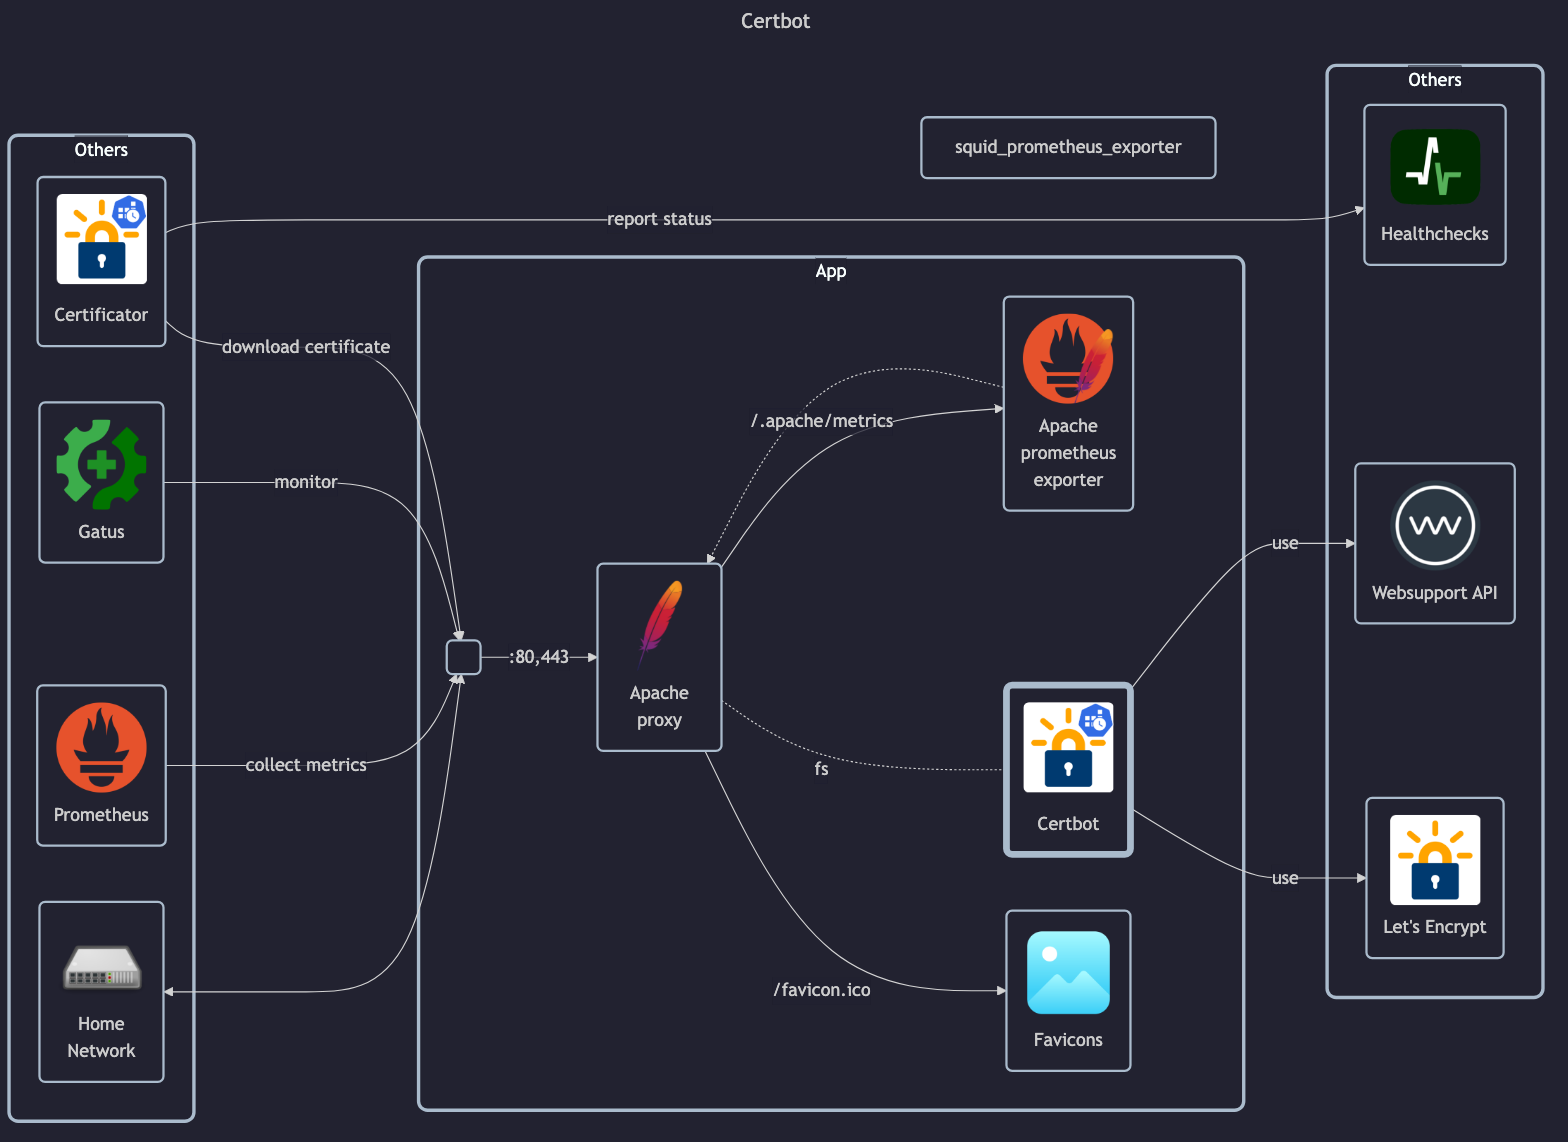 Certbot
Others
Certificator
Gatus
Prometheus
Home
Network
report status
download certificate
monitor
collect metrics
squid_prometheus_exporter
App
:80,443
Apache
proxy
/.apache/metrics
fs
/favicon.ico
Apache
prometheus
exporter
Certbot
Favicons
use
use
Others
Healthchecks
Websupport API
Let's Encrypt